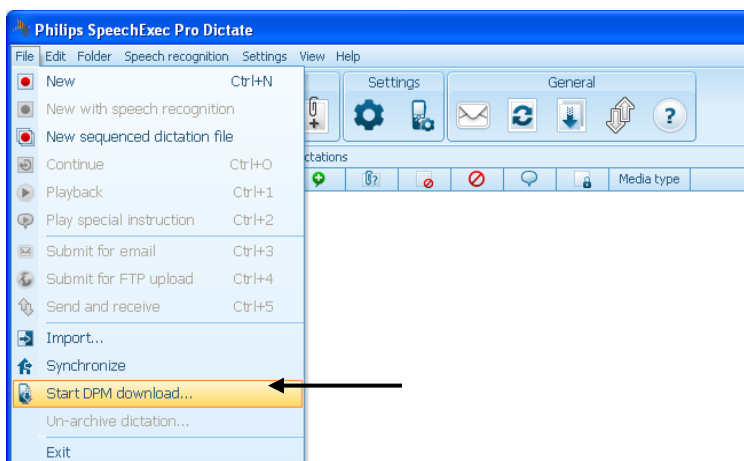 Philips SpeechExec Pro Dictate
File Edit Folder Speech recognition Settings View Help
New Ctrl+N
New with speech recognition
New sequenced dictation file
Continue Ctrl+O
Playback Ctrl+1
Play special instruction Ctrl+2
Submit for email Ctrl+3
Submit for FTP upload Ctrl+4
Send and receive Ctrl+5
Import...
Synchronize
Start DPM download...
Un-archive dictation...
Exit
Settings General
?
ctations
Media type